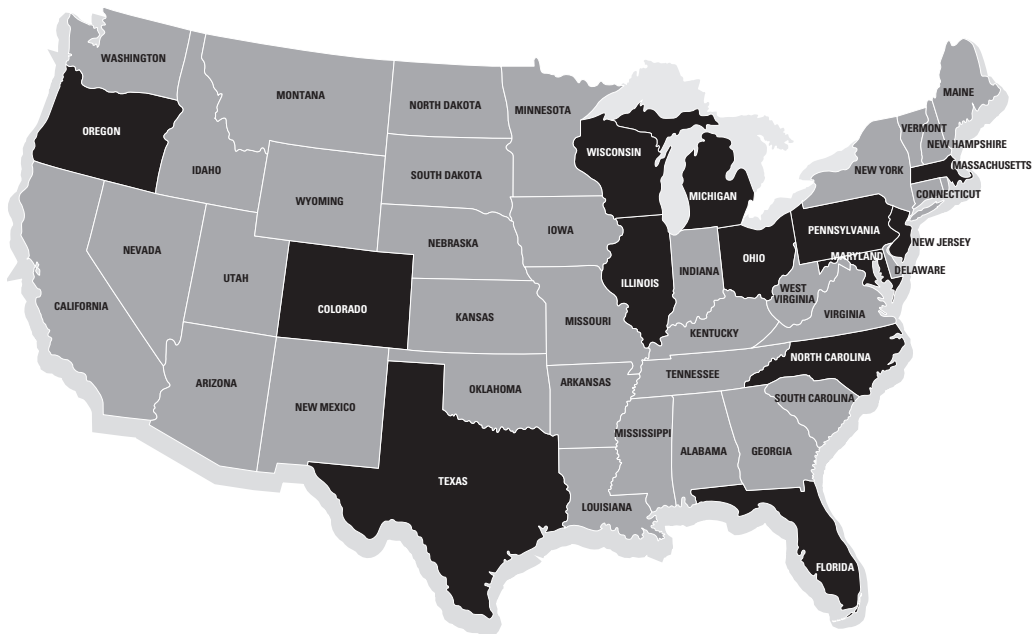 WASHINGTON
MONTANA
NORTH DAKOTA
MINNESOTA
MAINE
OREGON
WISCONSIN
VERMONT
NEW HAMPSHIRE
MASSACHUSETTS
IDAHO
SOUTH DAKOTA
NEW YORK
WYOMING
MICHIGAN
CONNECTICUT
NEBRASKA
IOWA
PENNSYLVANIA
NEVADA
NEW JERSEY
UTAH
ILLINOIS
INDIANA
OHIO
MARYLAND
DELAWARE
CALIFORNIA
COLORADO
KANSAS
MISSOURI
WEST
VIRGINIA
VIRGINIA
KENTUCKY
NORTH CAROLINA
ARIZONA
OKLAHOMA
ARKANSAS
TENNESSEE
NEW MEXICO
SOUTH CAROLINA
MISSISSIPPI
ALABAMA
GEORGIA
TEXAS
LOUISIANA
FLORIDA